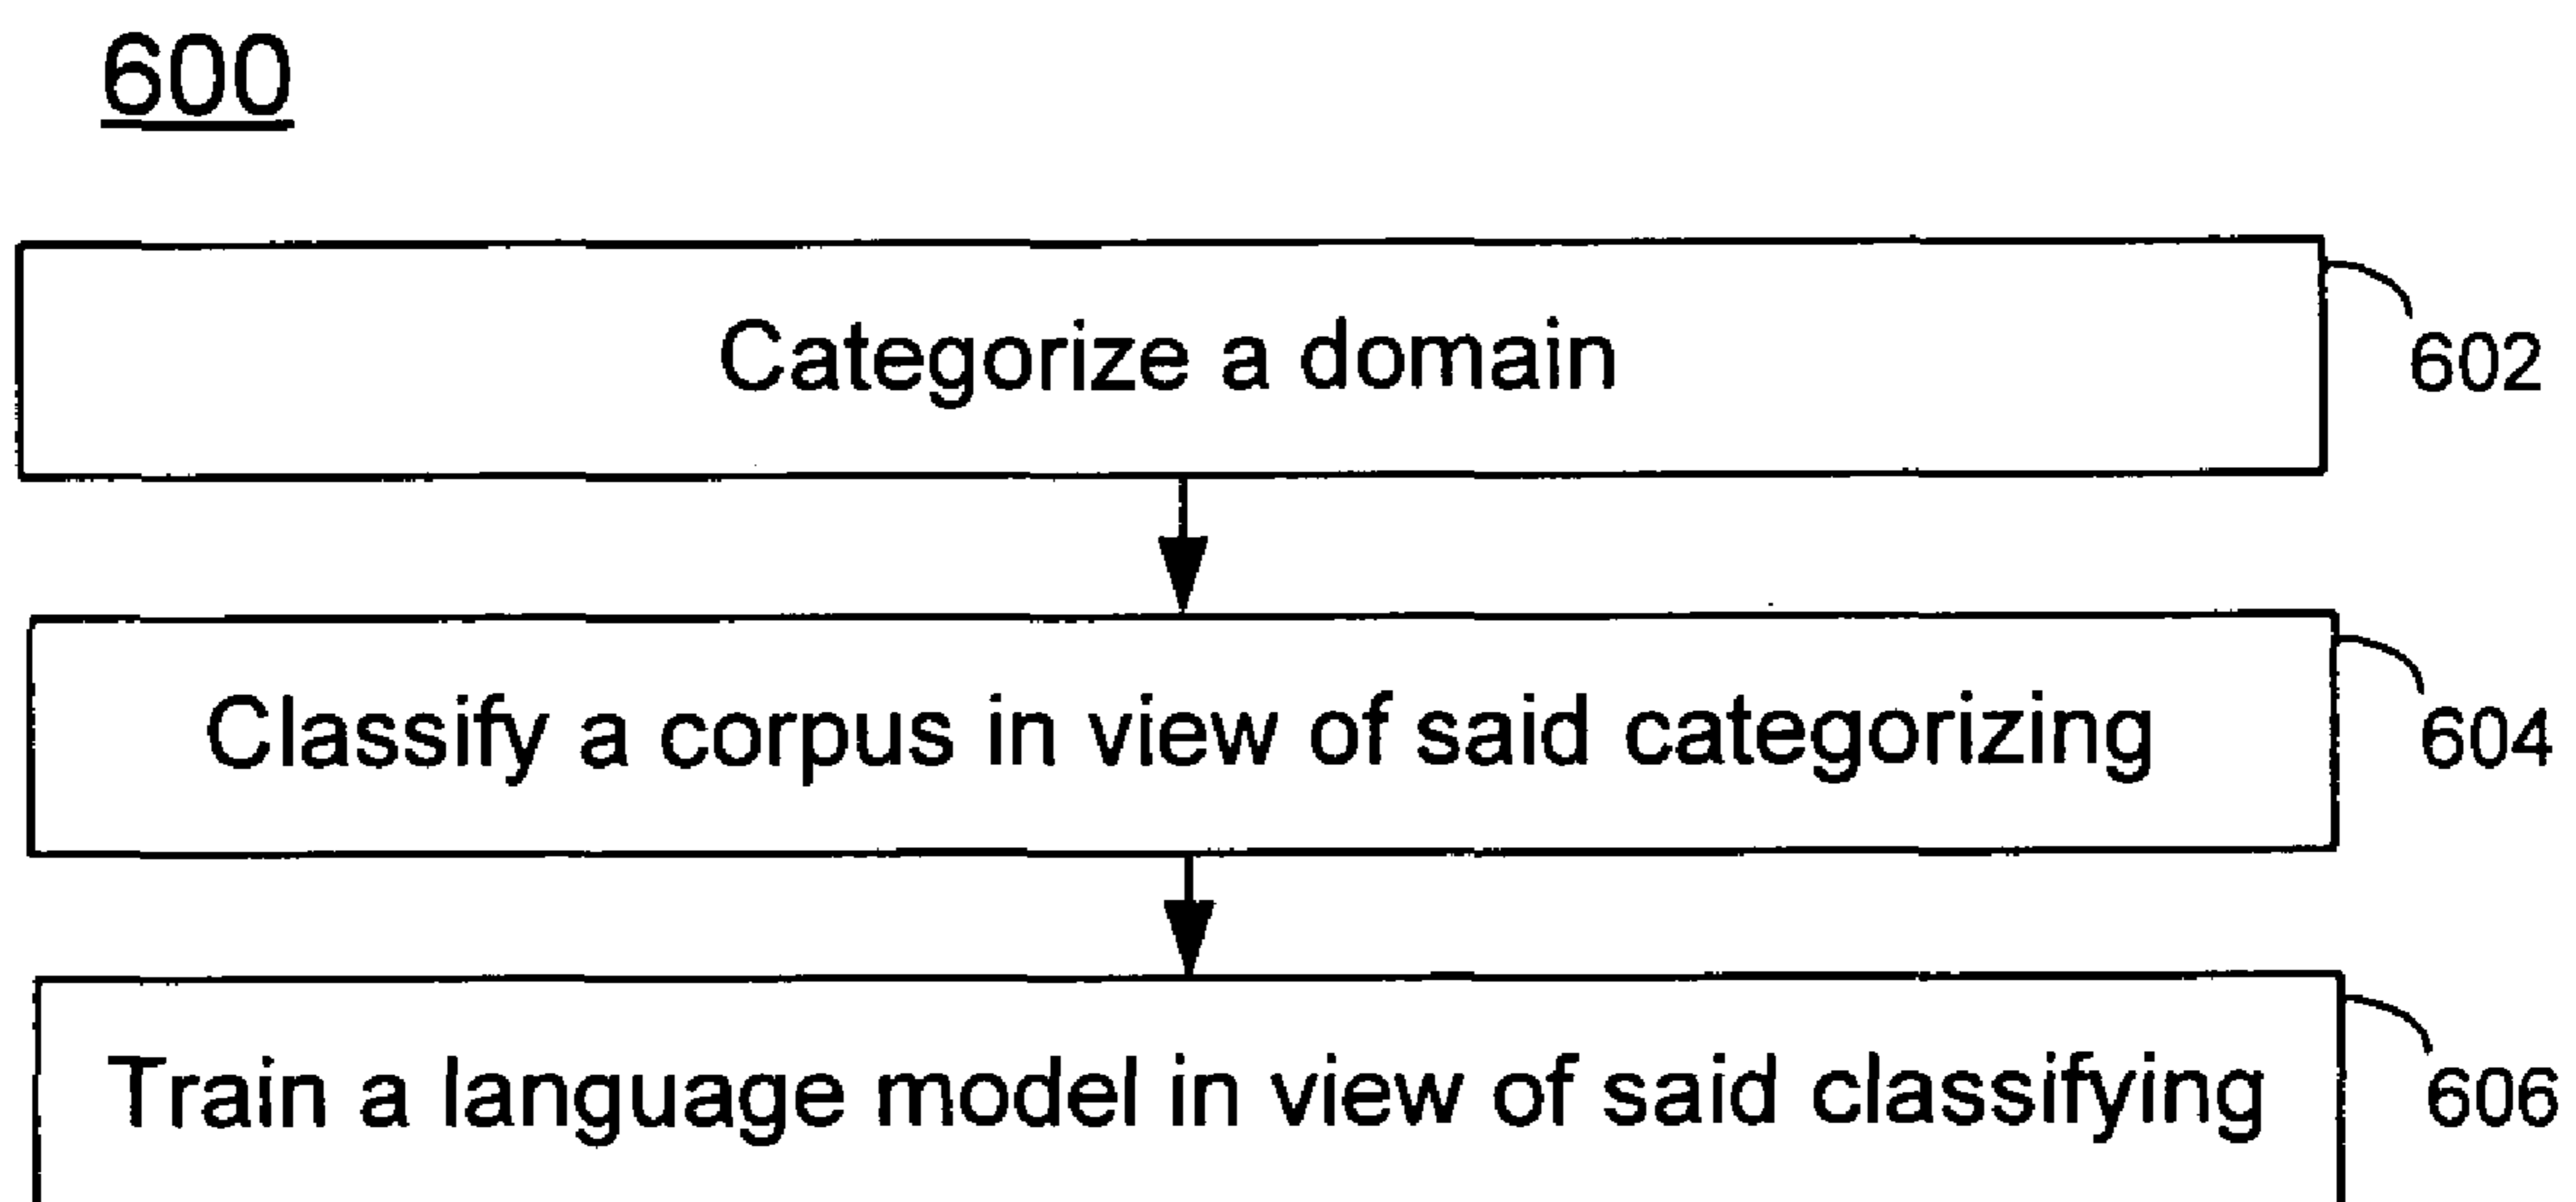 600
Categorize a domain
602
Classify a corpus in view of said categorizing
604
Train a language model in view of said classifying
606